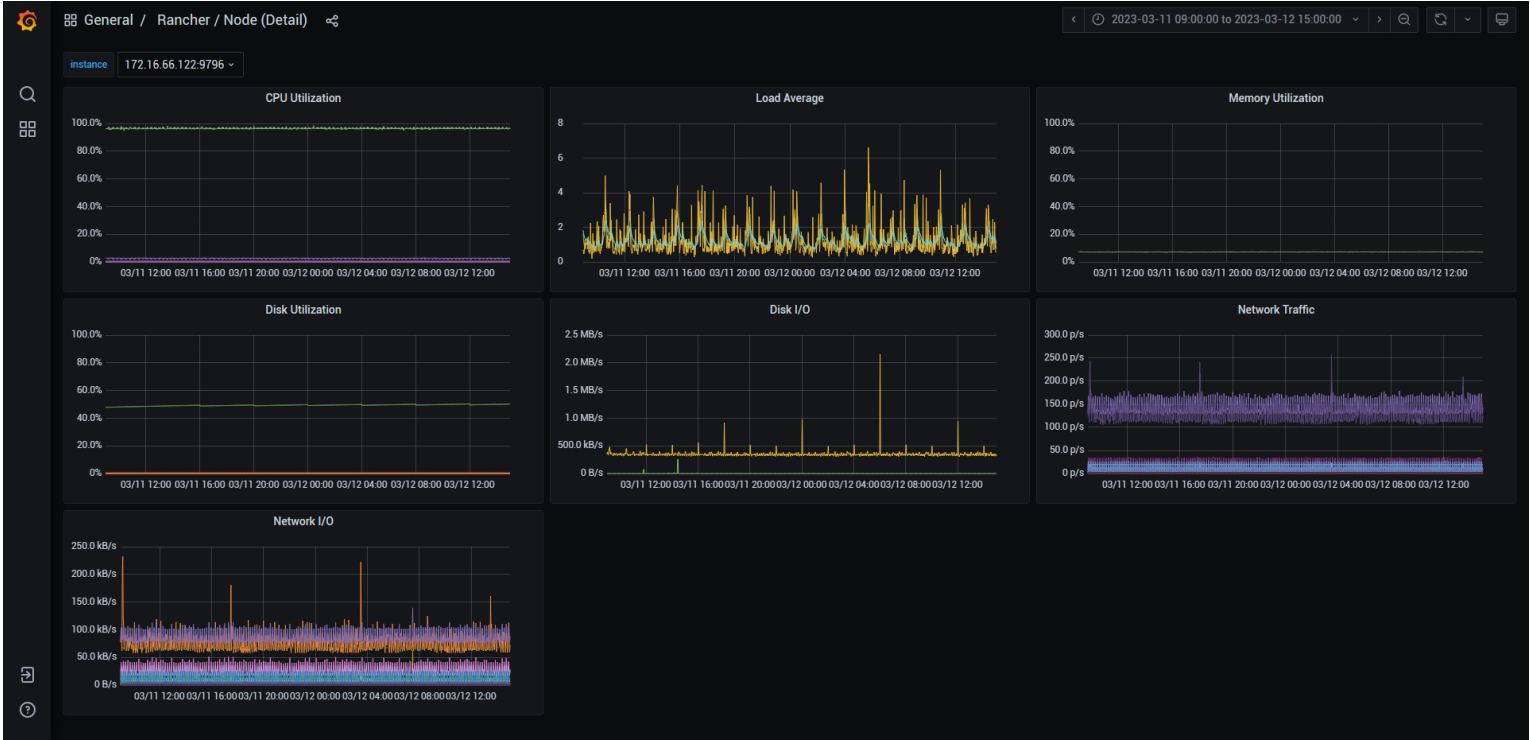 General / Rancher / Node (Detail)
2023-03-11 09:00:00 to 2023-03-12 15:00:00
instance 172.16.66.122:9796
CPU Utilization
100.0%
80.0%
60.0%
40.0%
20.0%
0%
03/11 12:00 03/11 16:00 03/11 20:00 03/12 00:00 03/12 04:00 03/12 08:00 03/12 12:00
Load Average
8
6
4
2
0
03/11 12:00 03/11 16:00 03/11 20:00 03/12 00:00 03/12 04:00 03/12 08:00 03/12 12:00
Memory Utilization
100.0%
80.0%
60.0%
40.0%
20.0%
0%
03/11 12:00 03/11 16:00 03/11 20:00 03/12 00:00 03/12 04:00 03/12 08:00 03/12 12:00
Disk Utilization
100.0%
80.0%
60.0%
40.0%
20.0%
0%
03/11 12:00 03/11 16:00 03/11 20:00 03/12 00:00 03/12 04:00 03/12 08:00 03/12 12:00
Disk I/O
2.5 MB/s
2.0 MB/s
1.5 MB/s
1.0 MB/s
500.0 kB/s
0 B/s
03/11 12:00 03/11 16:00 03/11 20:00 03/12 00:00 03/12 04:00 03/12 08:00 03/12 12:00
Network Traffic
300.0 p/s
250.0 p/s
200.0 p/s
150.0 p/s
100.0 p/s
50.0 p/s
0 p/s
03/11 12:00 03/11 16:00 03/11 20:00 03/12 00:00 03/12 04:00 03/12 08:00 03/12 12:00
Network I/O
250.0 kB/s
200.0 kB/s
150.0 kB/s
100.0 kB/s
50.0 kB/s
0 B/s
03/11 12:00 03/11 16:00 03/11 20:00 03/12 00:00 03/12 04:00 03/12 08:00 03/12 12:00